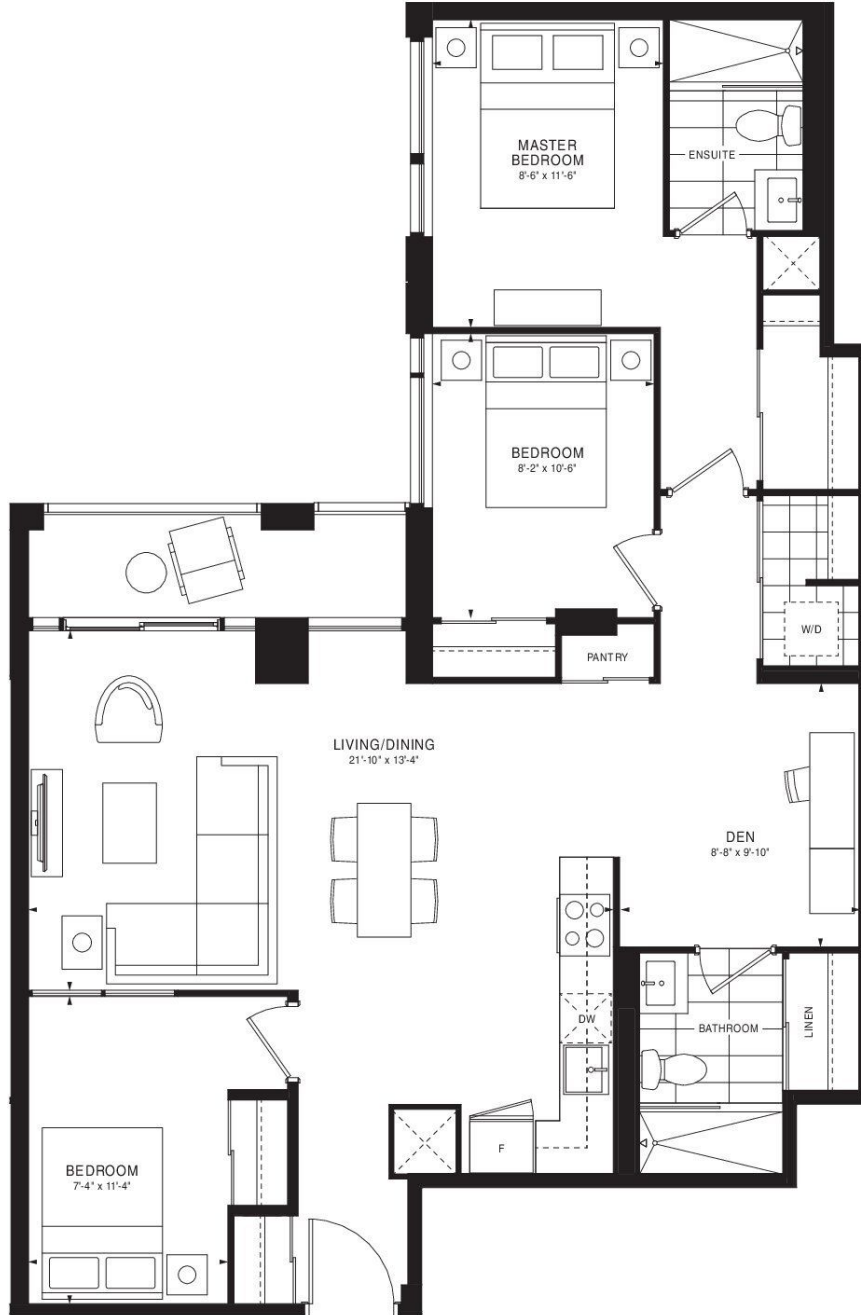 MASTER
BEDROOM
8'-6" x 11'-6"
ENSUITE
BEDROOM
8'-2" x 10'-6"
W/D
PANTRY
LIVING/DINING
21'-10" x 13'-4"
DEN
8'-8" x 9'-10"
DW
BATHROOM
LINEN
F
BEDROOM
7'-4" x 11'-4"